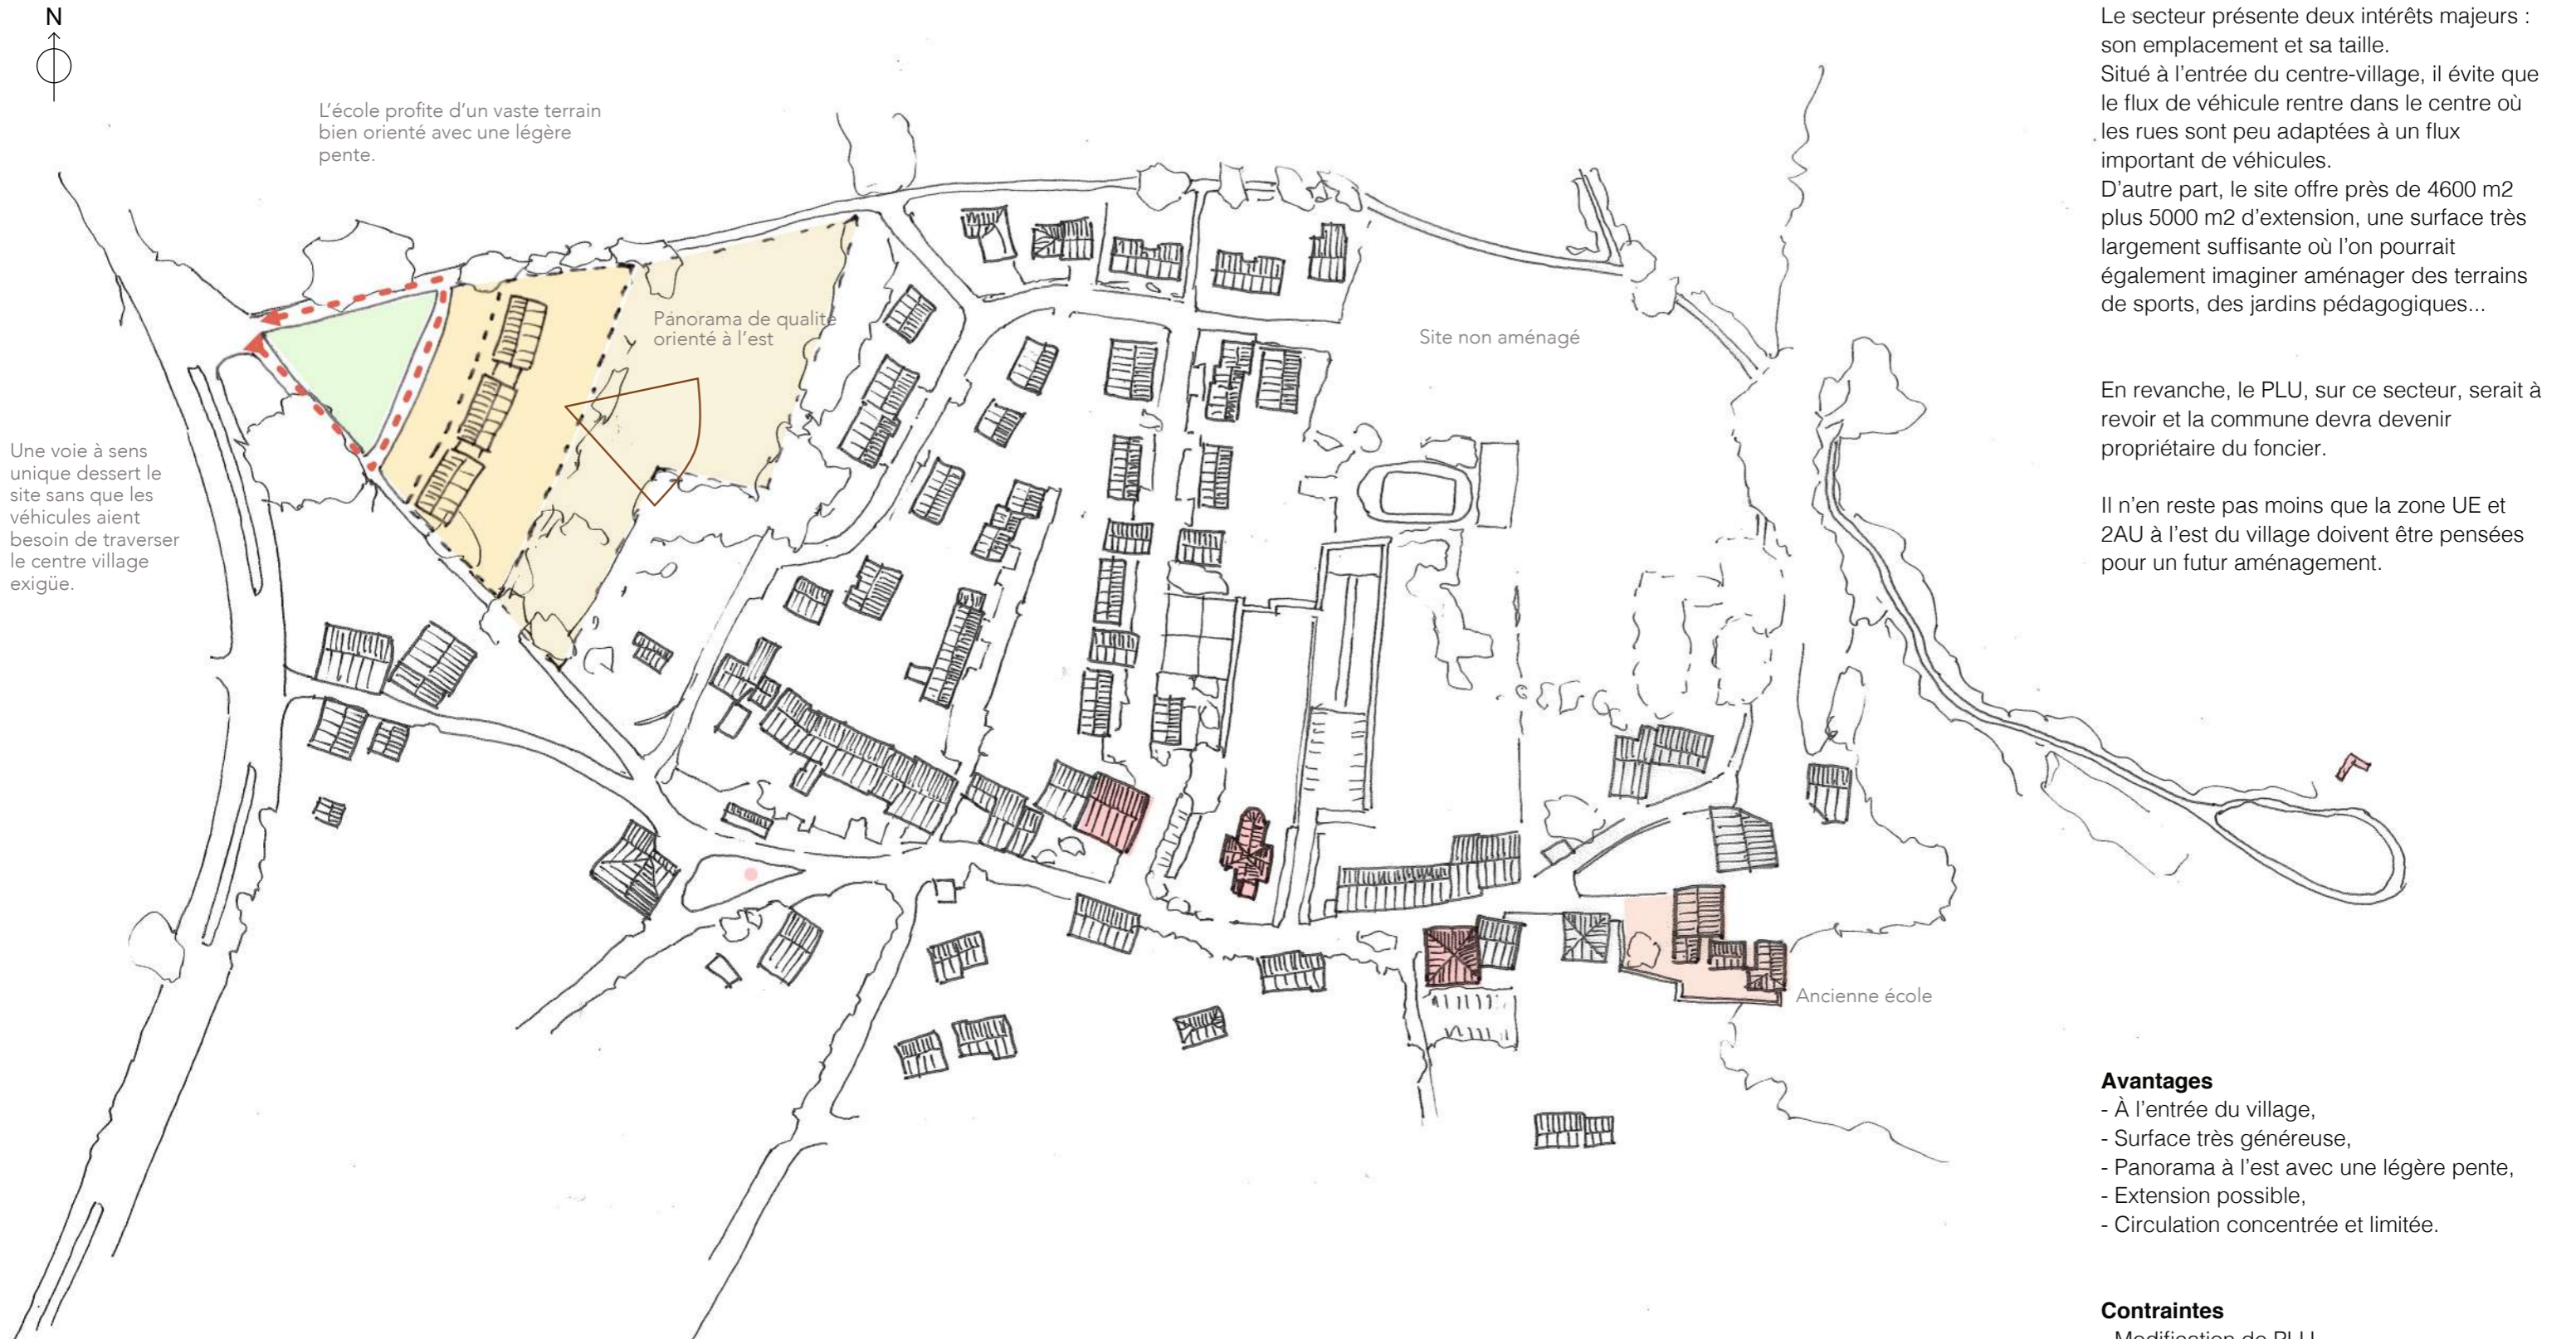 N
L'école profite d'un vaste terrain
bien orienté avec une légère
pente.
Panorama de qualité
orienté à l'est
Site non aménagé
Une voie à sens
unique dessert le
site sans que les
véhicules aient
besoin de traverser
le centre village
exigüe.
Ancienne école
Le secteur présente deux intérêts majeurs :
son emplacement et sa taille.
Situé à l'entrée du centre-village, il évite que
le flux de véhicule rentre dans le centre où
les rues sont peu adaptées à un flux
important de véhicules.
D'autre part, le site offre près de 4600 m2
plus 5000 m2 d'extension, une surface très
largement suffisante où l'on pourrait
également imaginer aménager des terrains
de sports, des jardins pédagogiques...
En revanche, le PLU, sur ce secteur, serait à
revoir et la commune devra devenir
propriétaire du foncier.
Il n'en reste pas moins que la zone UE et
2AU à l'est du village doivent être pensées
pour un futur aménagement.
Avantages
- À l'entrée du village,
- Surface très généreuse,
- Panorama à l'est avec une légère pente,
- Extension possible,
- Circulation concentrée et limitée.
Contraintes
- Modification de PLU